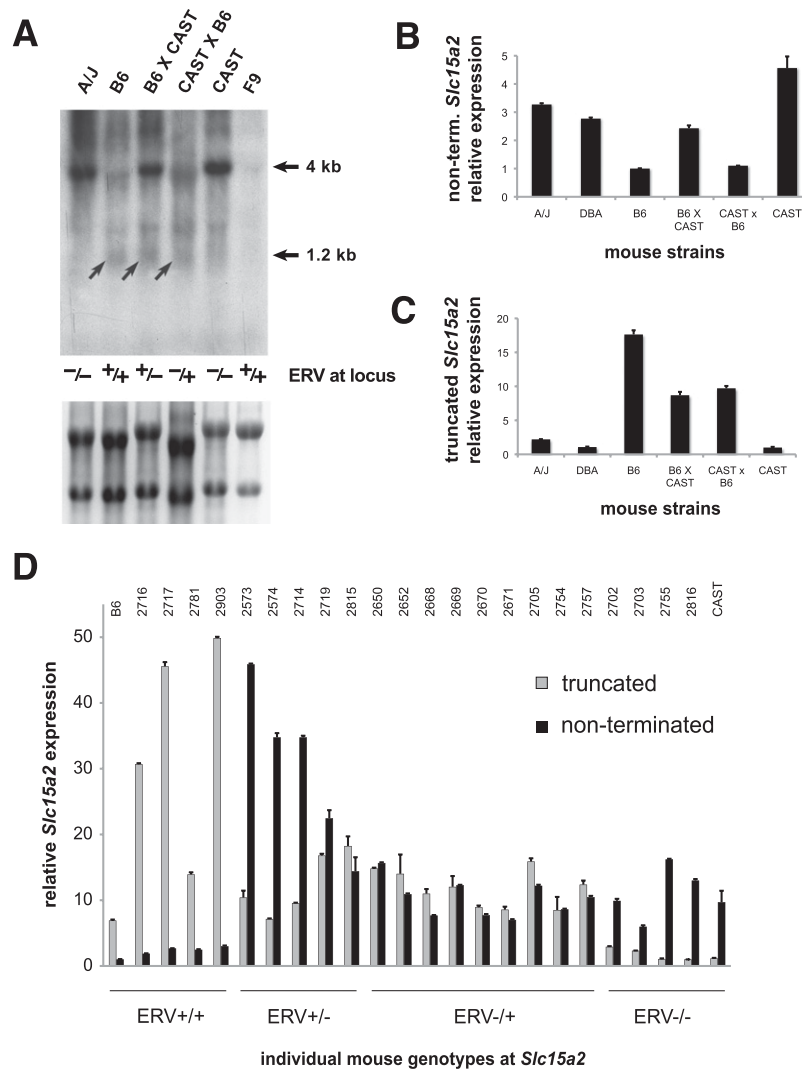 A
A/J
B6
B6 X CAST
CAST X B6
CAST
F9
4 kb
1.2 kb
−/− +/+ +/− −/+ −/− +/+ ERV at locus
B
non-term. Slc15a2
relative expression
5
4
3
2
1
0
A/J DBA B6 B6 X CAST x CAST
CAST B6
mouse strains
C
truncated Slc15a2
relative expression
20
15
10
5
0
A/J DBA B6 B6 X CAST x CAST
CAST B6
mouse strains
D
B6 2716 2717 2781 2903 2573 2574 2714 2719 2815 2650 2652 2668 2669 2670 2671 2705 2754 2757 2702 2703 2755 2816 CAST
relative Slc15a2 expression
50
40
30
20
10
0
truncated
non-terminated
ERV+/+ ERV+/- ERV-/+ ERV-/-
individual mouse genotypes at Slc15a2